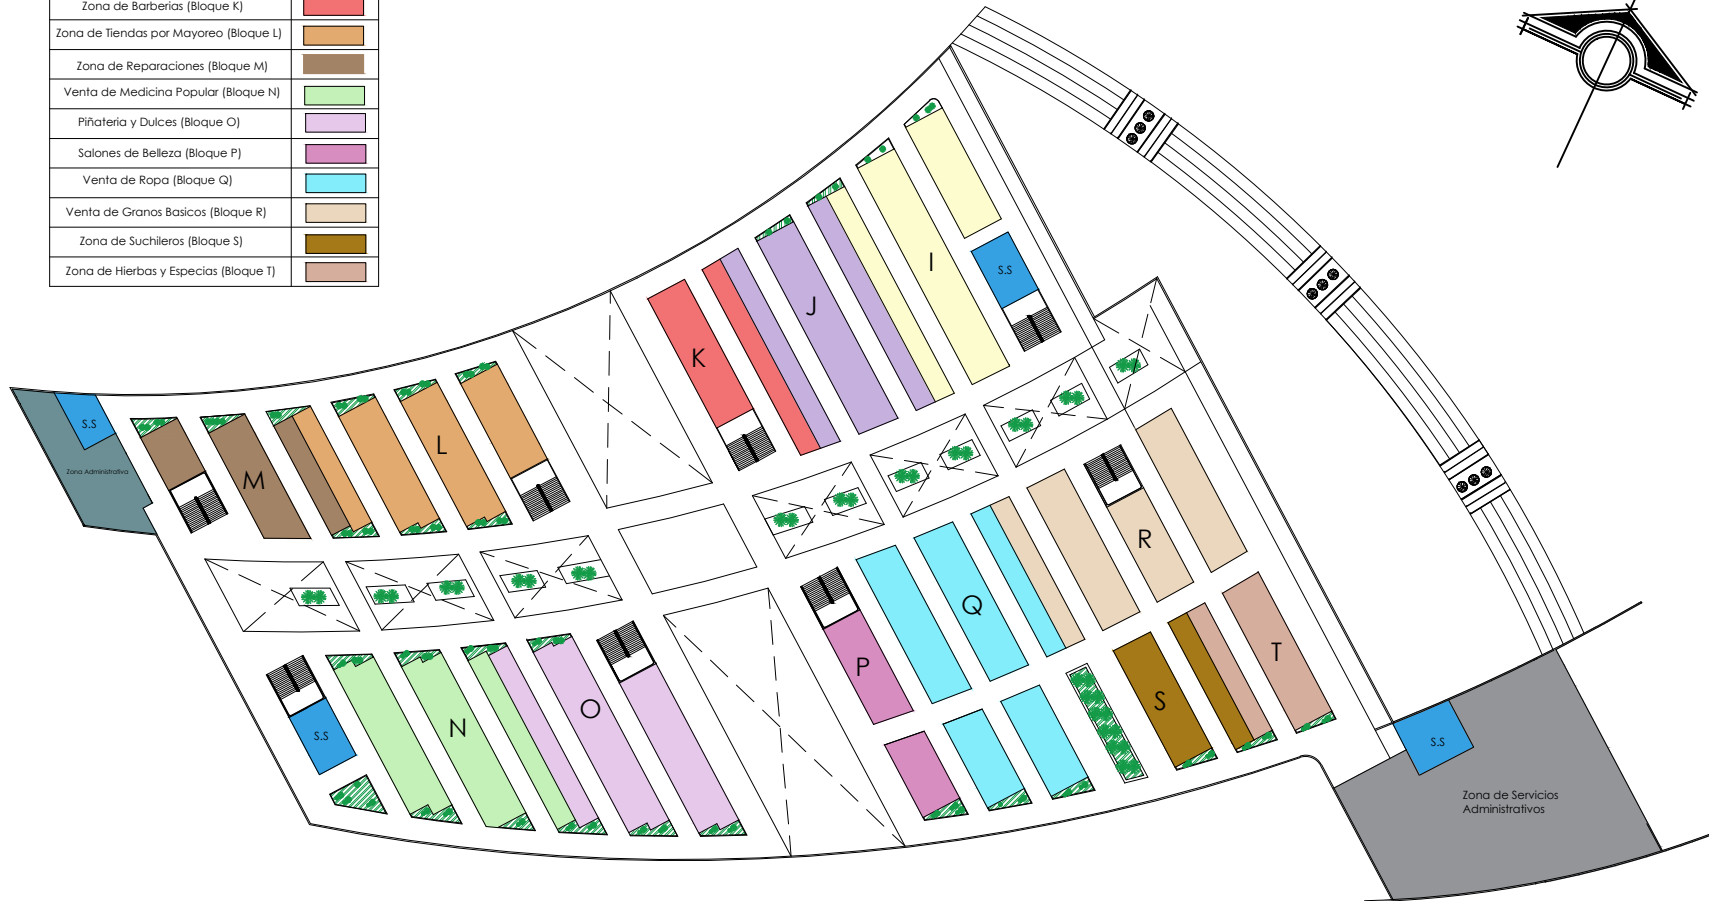 Zona de Barberias (Bloque K)
Zona de Tiendas por Mayoreo (Bloque L)
Zona de Reparaciones (Bloque M)
Venta de Medicina Popular (Bloque N)
Piñateria y Dulces (Bloque O)
Salones de Belleza (Bloque P)
Venta de Ropa (Bloque Q)
Venta de Granos Basicos (Bloque R)
Zona de Suchileros (Bloque S)
Zona de Hierbas y Especias (Bloque T)
I
S.S
J
K
S.S
L
Zona Administrativa
M
R
Q
P
T
S
O
N
S.S
S.S
Zona de Servicios
Administrativos